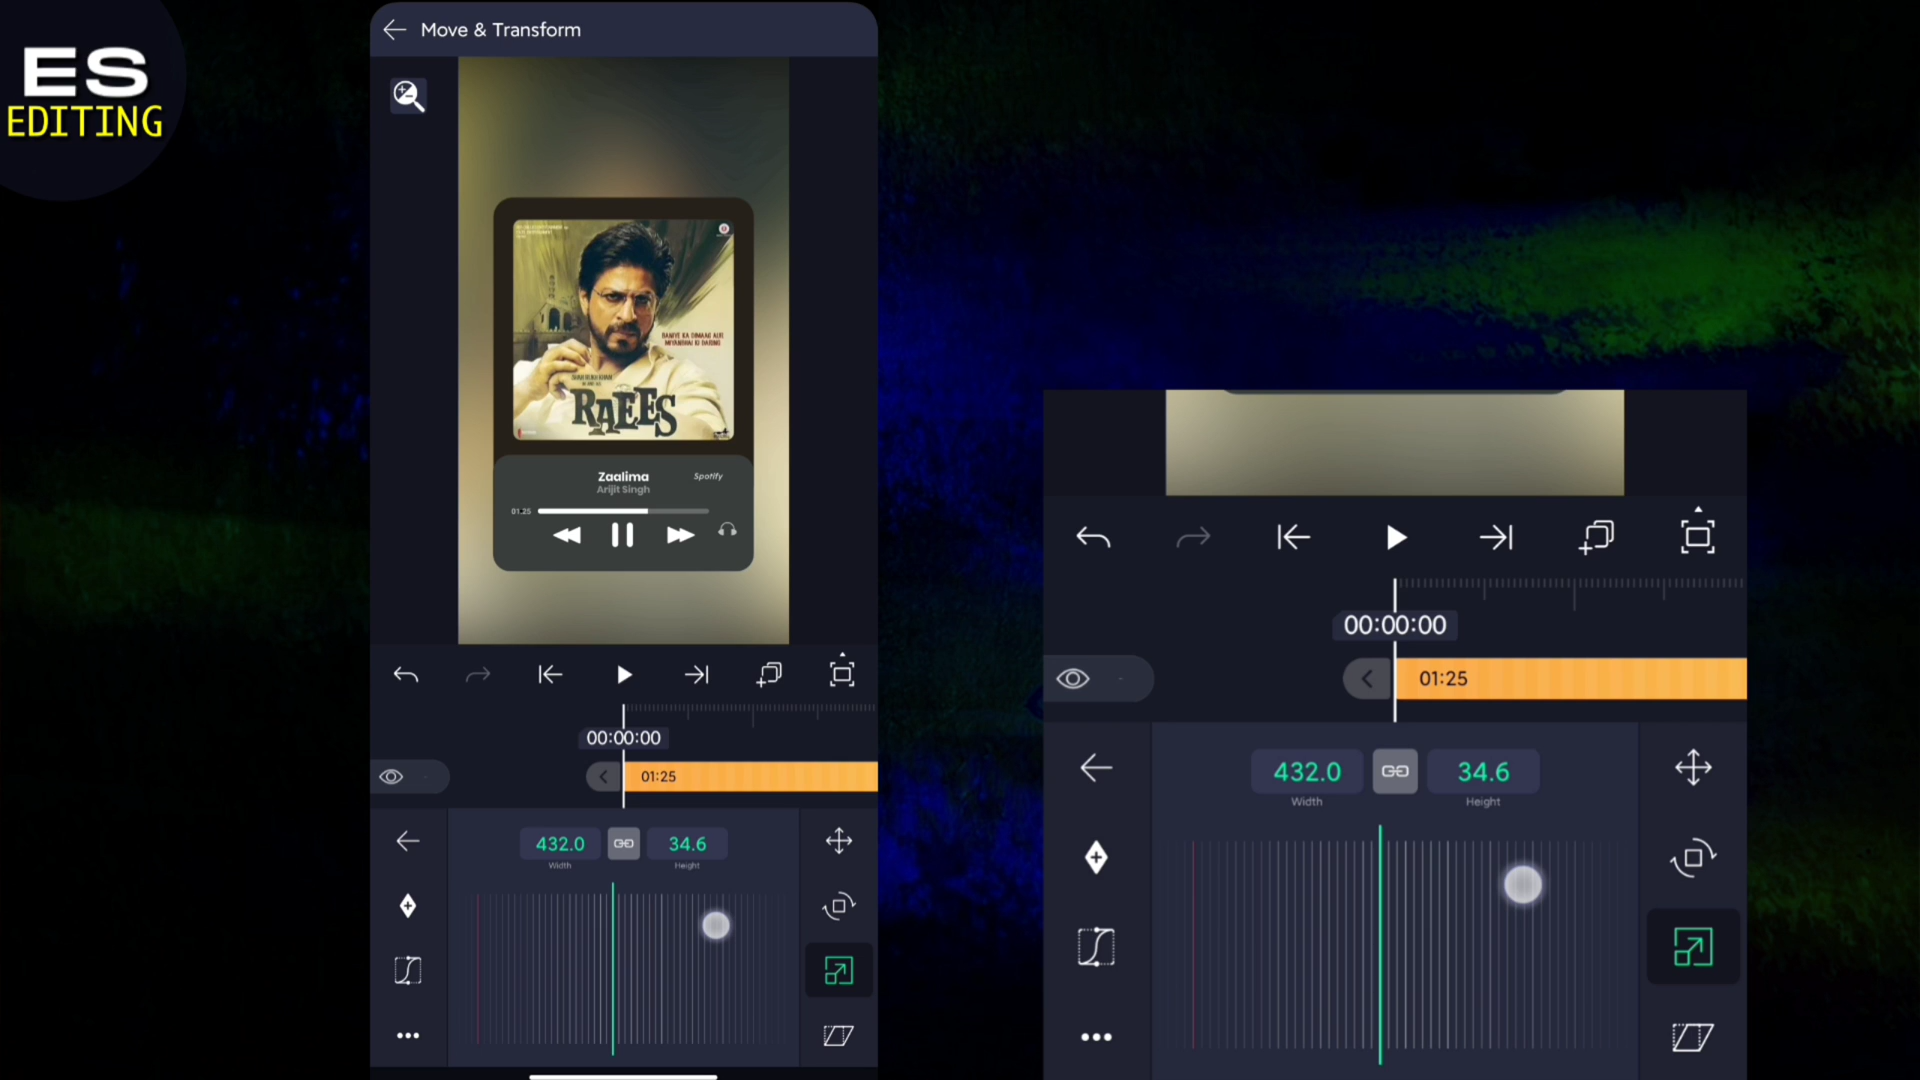 ES
EDITING
Move & Transform
RAEES
Zaalima
Spotify
Arijit Singh
01.25
00:00:00
01:25
432.0
34.6
Width
Height
00:00:00
01:25
432.0
34.6
Width
Height